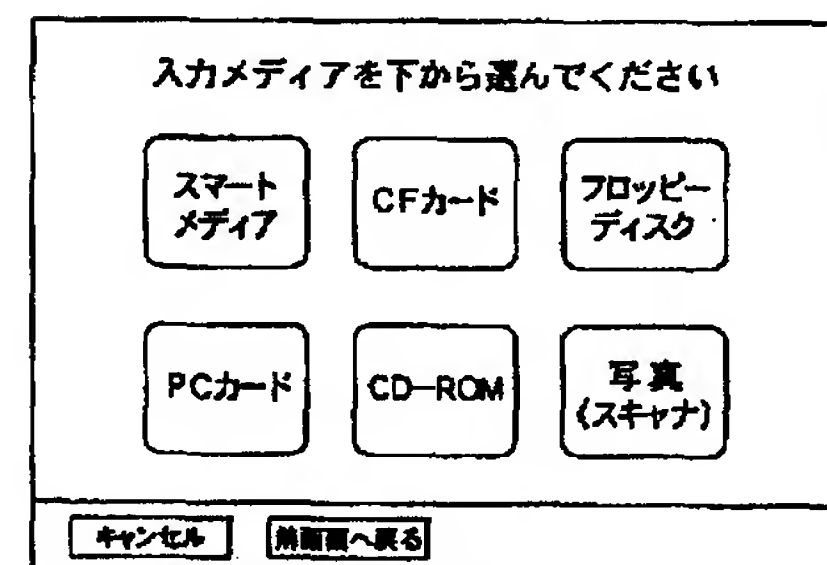 入力メディアを下から選んでください
スマート
メディア
CFカード
フロッピー
ディスク
PCカード
CD-ROM
写真
(スキャナ)
キャンセル
前画面へ戻る